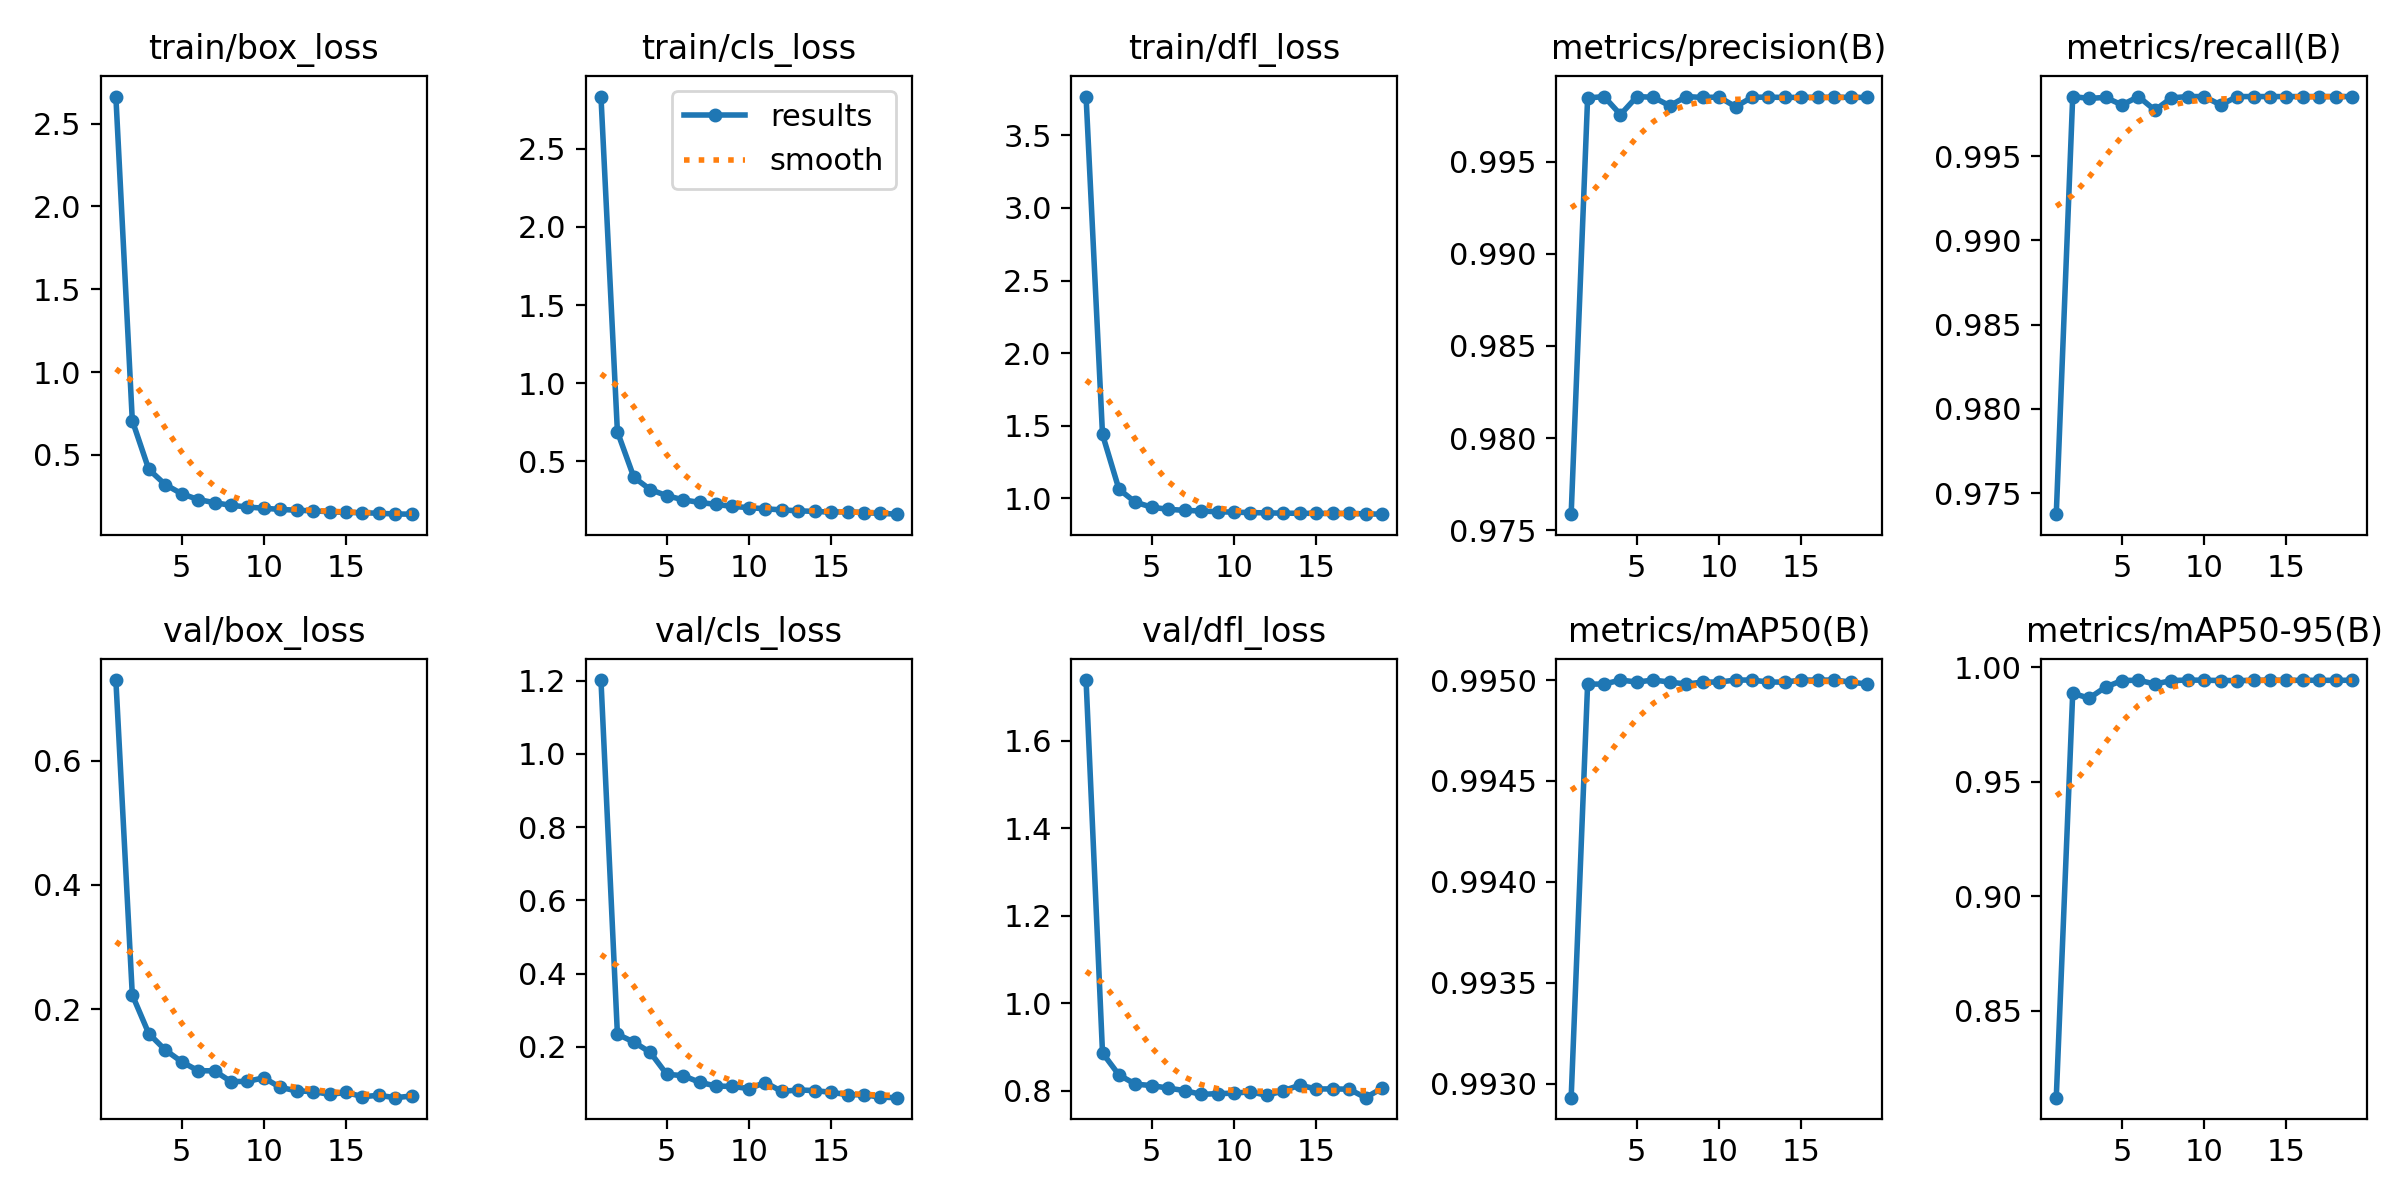 train/box_loss
train/cls_loss
train/dfl_loss
metrics/precision(B)
metrics/recall(B)
2.5
2.0
1.5
1.0
0.5
5 10 15
results
smooth
2.5
2.0
1.5
1.0
0.5
5 10 15
3.5
3.0
2.5
2.0
1.5
1.0
5 10 15
0.995
0.990
0.985
0.980
0.975
5 10 15
0.995
0.990
0.985
0.980
0.975
5 10 15
val/box_loss
val/cls_loss
val/dfl_loss
metrics/mAP50(B)
metrics/mAP50-95(B)
0.6
0.4
0.2
5 10 15
1.2
1.0
0.8
0.6
0.4
0.2
5 10 15
1.6
1.4
1.2
1.0
0.8
5 10 15
0.9950
0.9945
0.9940
0.9935
0.9930
5 10 15
1.00
0.95
0.90
0.85
5 10 15